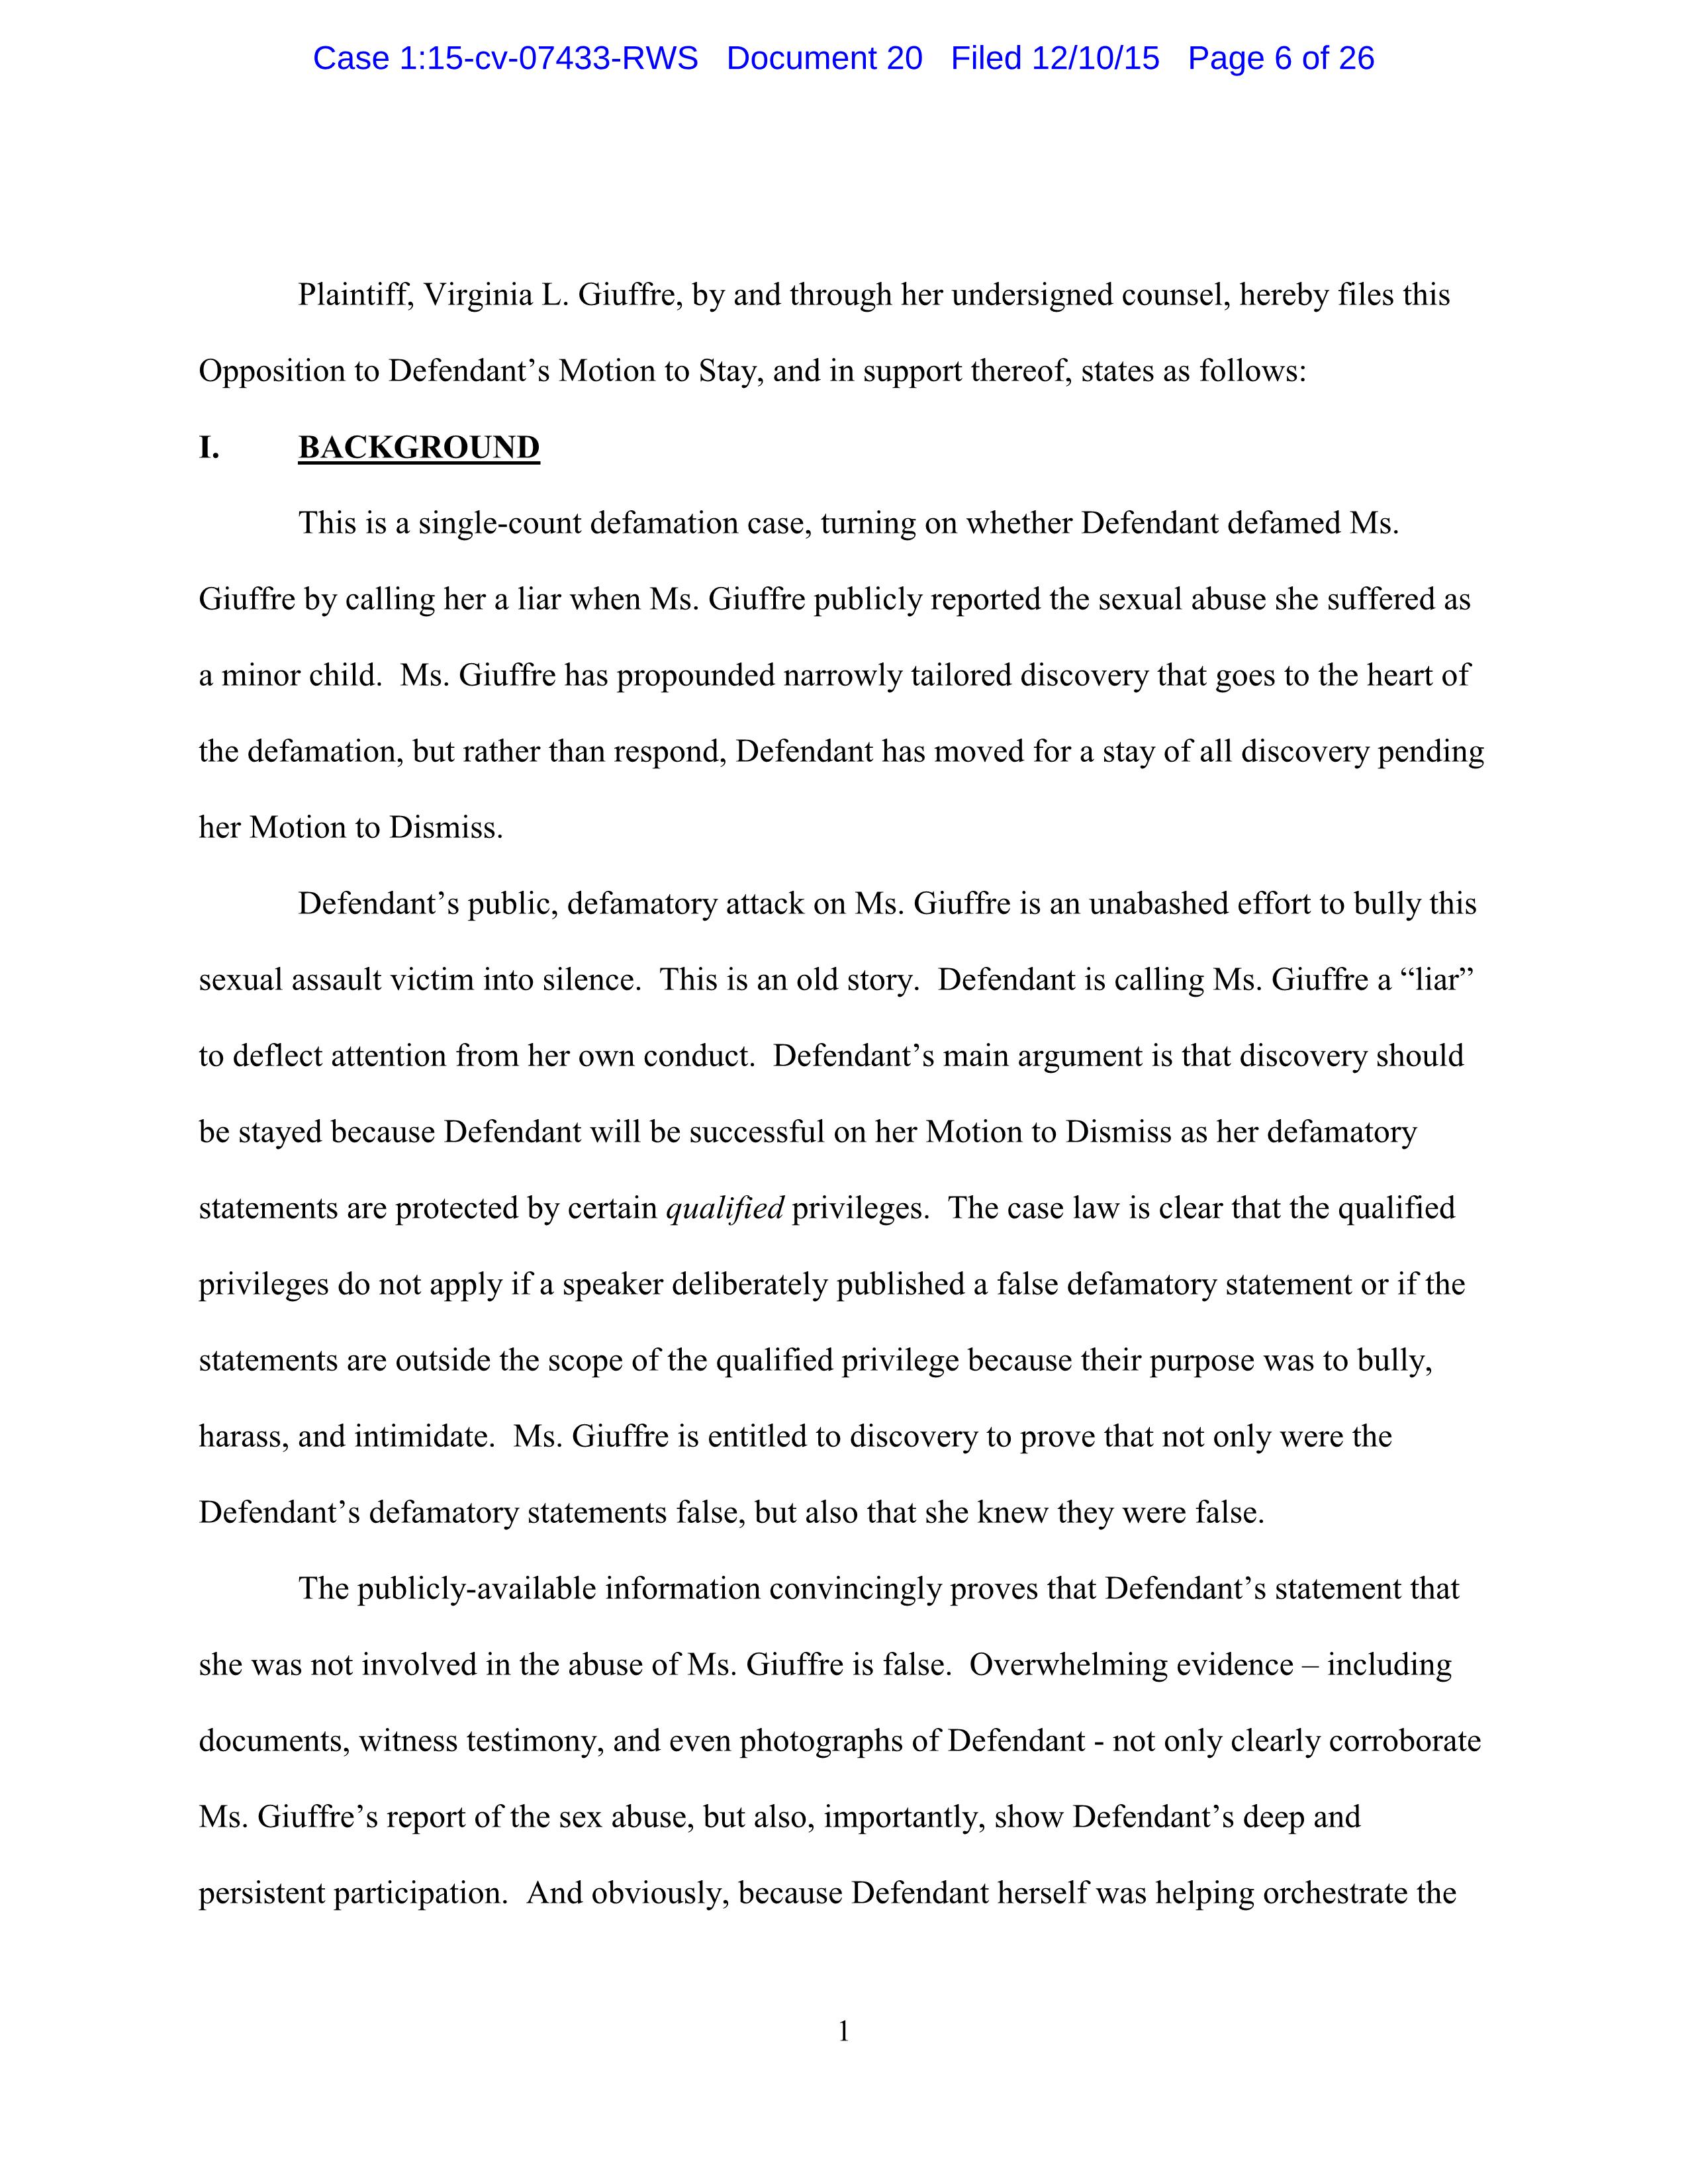 Case 1:15-cv-07433-RWS Document 20 Filed 12/10/15 Page 6 of 26
Plaintiff, Virginia L. Giuffre, by and through her undersigned counsel, hereby files this
Opposition to Defendant’s Motion to Stay, and in support thereof, states as follows:
I. BACKGROUND
This is a single-count defamation case, turning on whether Defendant defamed Ms.
Giuffre by calling her a liar when Ms. Giuffre publicly reported the sexual abuse she suffered as
a minor child. Ms. Giuffre has propounded narrowly tailored discovery that goes to the heart of
the defamation, but rather than respond, Defendant has moved for a stay of all discovery pending
her Motion to Dismiss.
Defendant’s public, defamatory attack on Ms. Giuffre is an unabashed effort to bully this
sexual assault victim into silence. This is an old story. Defendant is calling Ms. Giuffre a “liar”
to deflect attention from her own conduct. Defendant’s main argument is that discovery should
be stayed because Defendant will be successful on her Motion to Dismiss as her defamatory
statements are protected by certain qualified privileges. The case law is clear that the qualified
privileges do not apply if a speaker deliberately published a false defamatory statement or if the
statements are outside the scope of the qualified privilege because their purpose was to bully,
harass, and intimidate. Ms. Giuffre is entitled to discovery to prove that not only were the
Defendant’s defamatory statements false, but also that she knew they were false.
The publicly-available information convincingly proves that Defendant’s statement that
she was not involved in the abuse of Ms. Giuffre is false. Overwhelming evidence – including
documents, witness testimony, and even photographs of Defendant - not only clearly corroborate
Ms. Giuffre’s report of the sex abuse, but also, importantly, show Defendant’s deep and
persistent participation. And obviously, because Defendant herself was helping orchestrate the
1